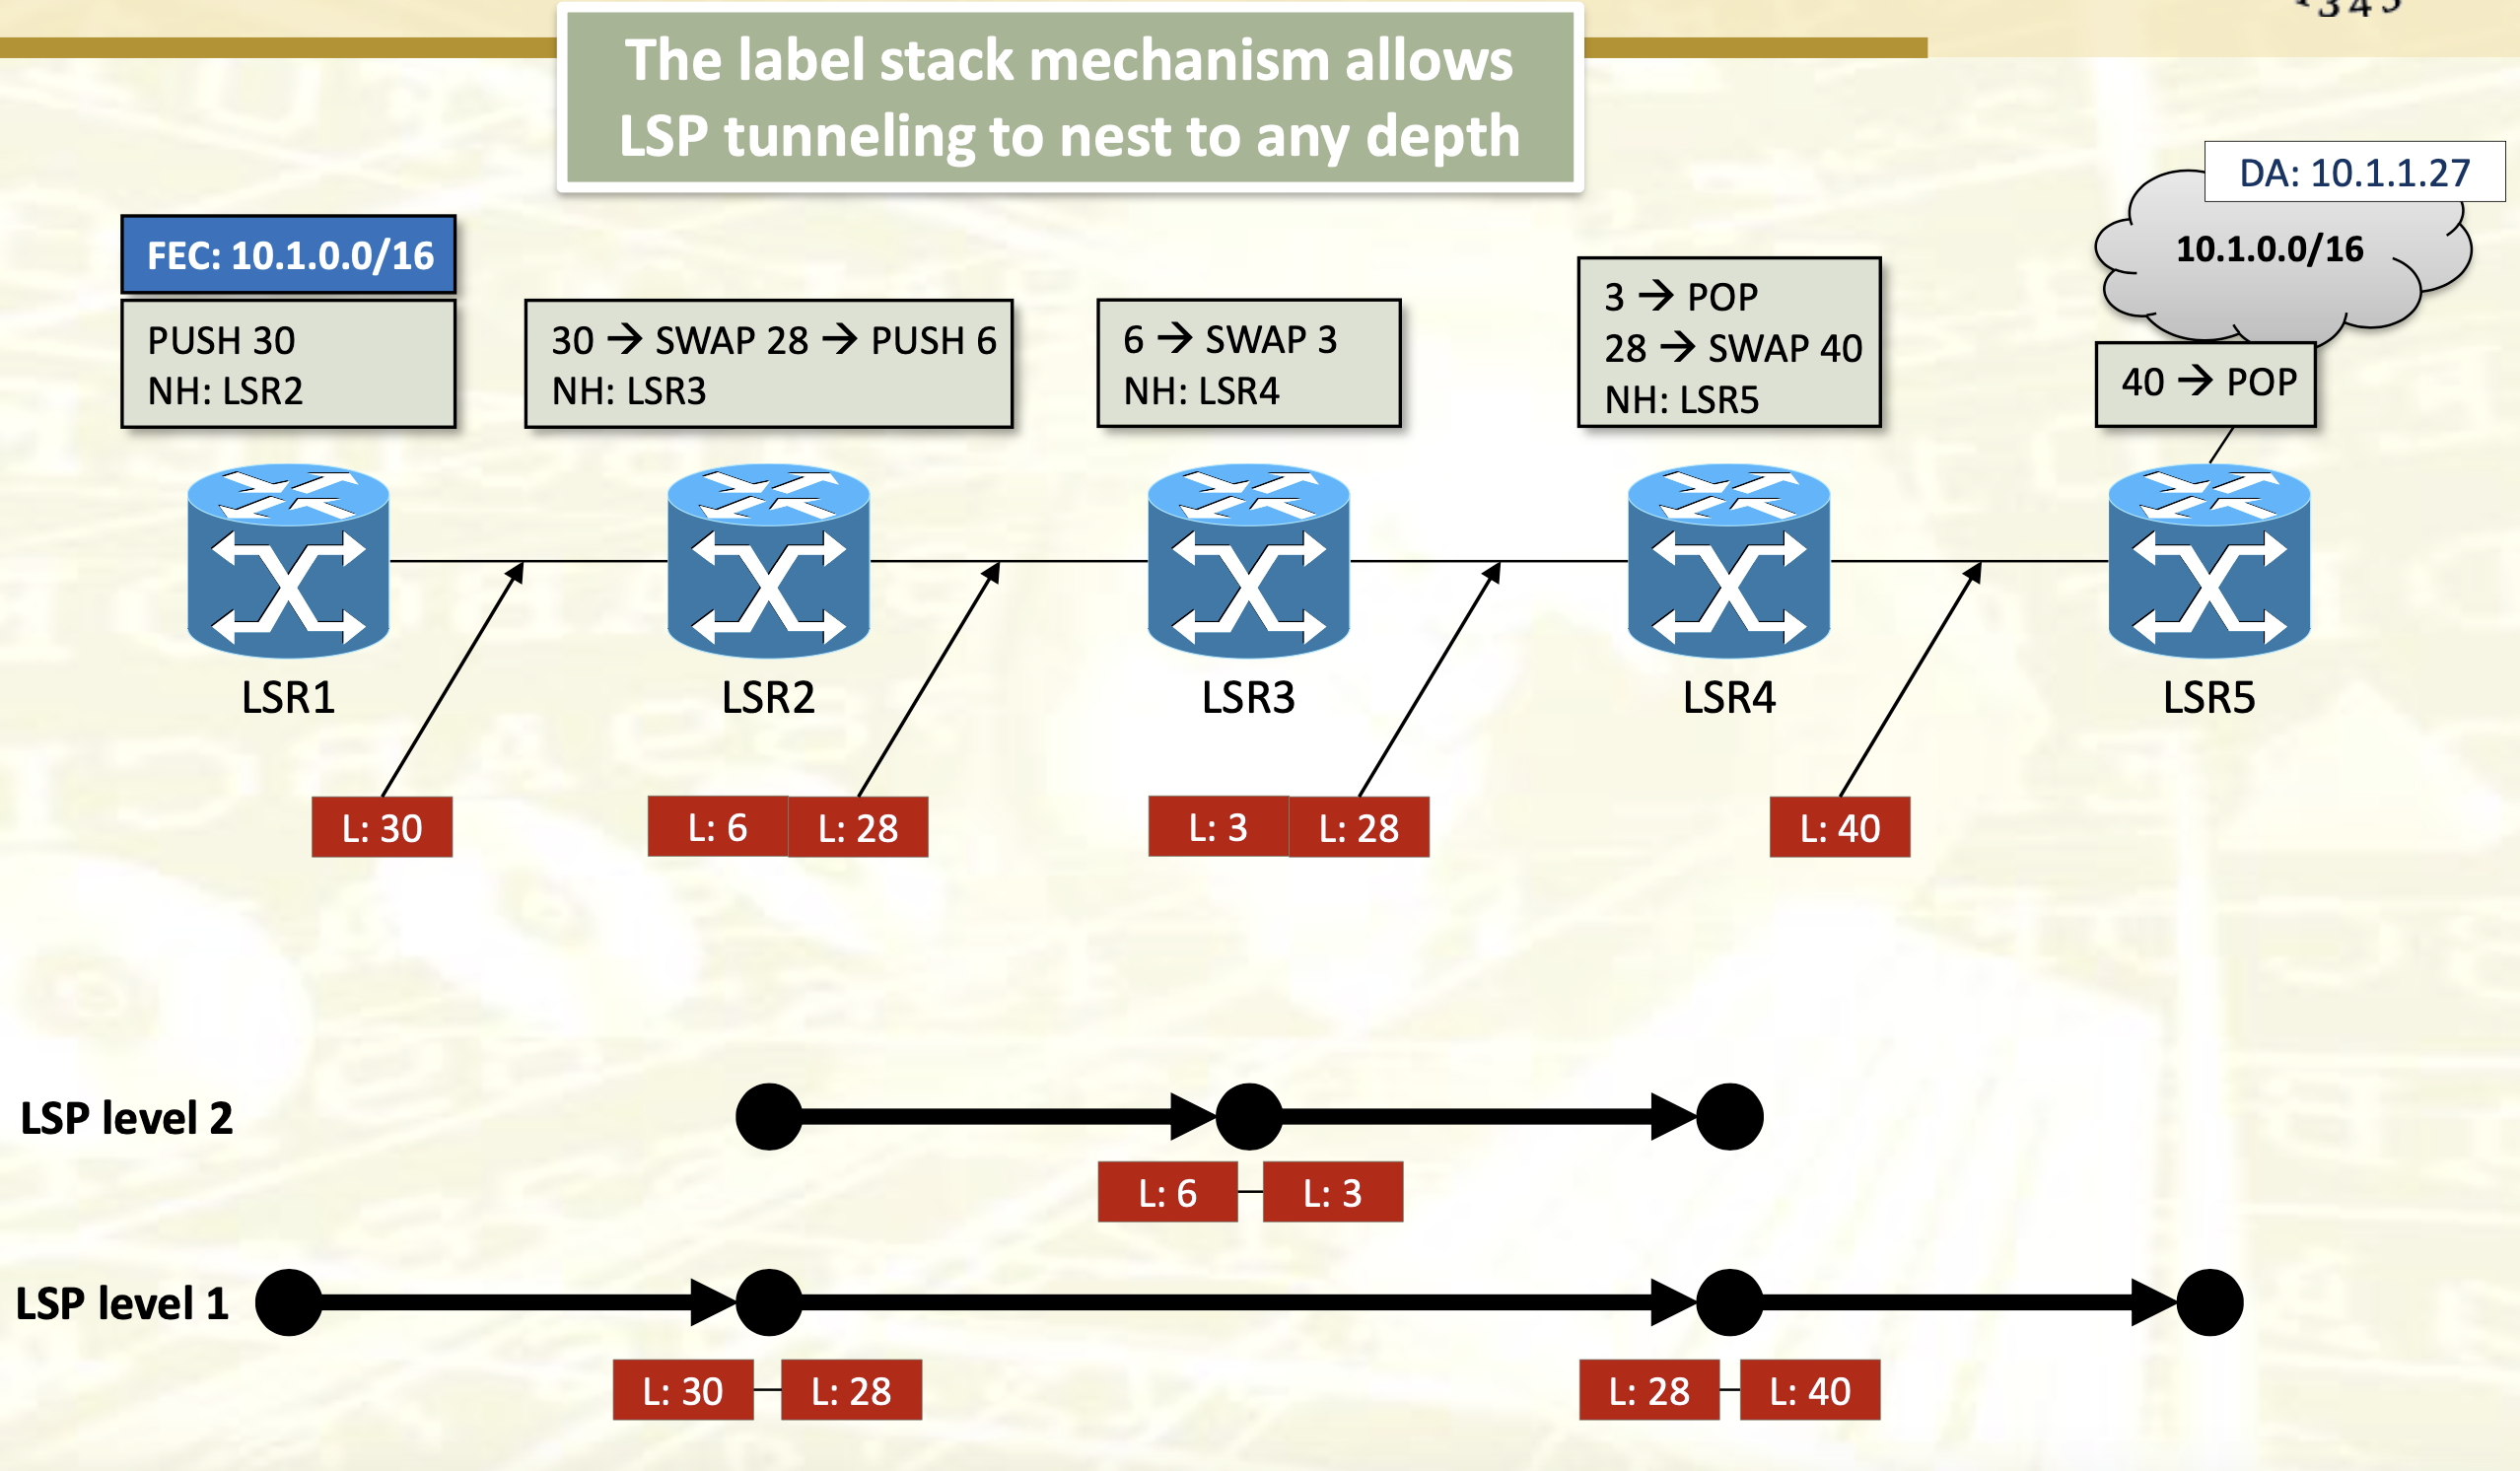 The label stack mechanism allows
LSP tunneling to nest to any depth
DA: 10.1.1.27
10.1.0.0/16
FEC: 10.1.0.0/16
PUSH 30
NH: LSR2
30 → SWAP 28 → PUSH 6
NH: LSR3
6 → SWAP 3
NH: LSR4
3 → POP
28 → SWAP 40
NH: LSR5
40 → POP
LSR1
LSR2
LSR3
LSR4
LSR5
L: 30
L: 6
L: 28
L: 3
L: 28
L: 40
LSP level 2
L: 6
L: 3
LSP level 1
L: 30
L: 28
L: 28
L: 40